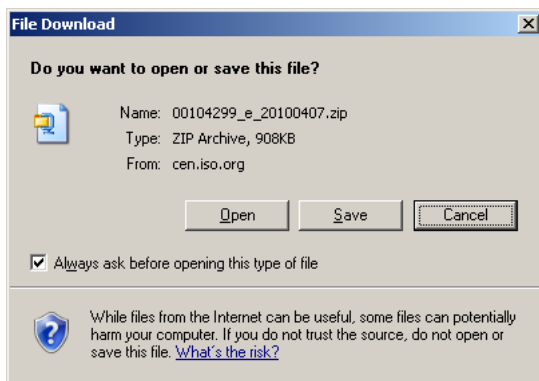 File Download
Do you want to open or save this file?
Name: 00104299_e_20100407.zip
Type: ZIP Archive, 908KB
From: cen.iso.org
Open Save Cancel
Always ask before opening this type of file
While files from the Internet can be useful, some files can potentially
harm your computer. If you do not trust the source, do not open or
save this file. What's the risk?